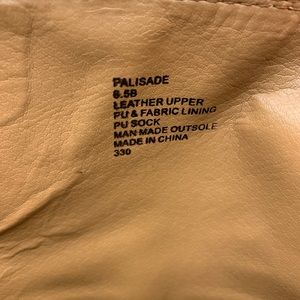 PALISADE
6.5B
LEATHER UPPER
PU & FABRIC LINING
PU SOCK
MAN MADE OUTSOLE
MADE IN CHINA
330